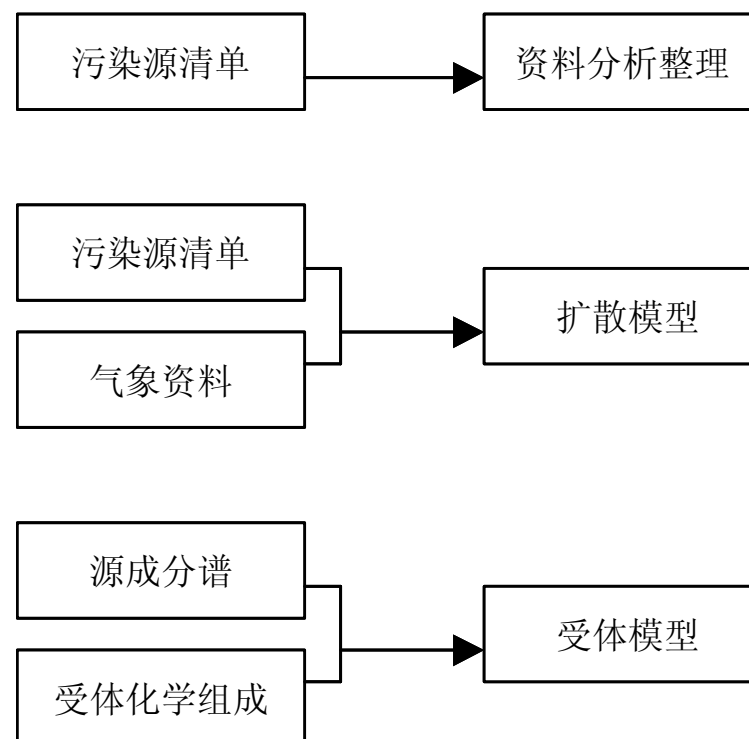 污染源清单
资料分析整理
污染源清单
扩散模型
气象资料
源成分谱
受体模型
受体化学组成